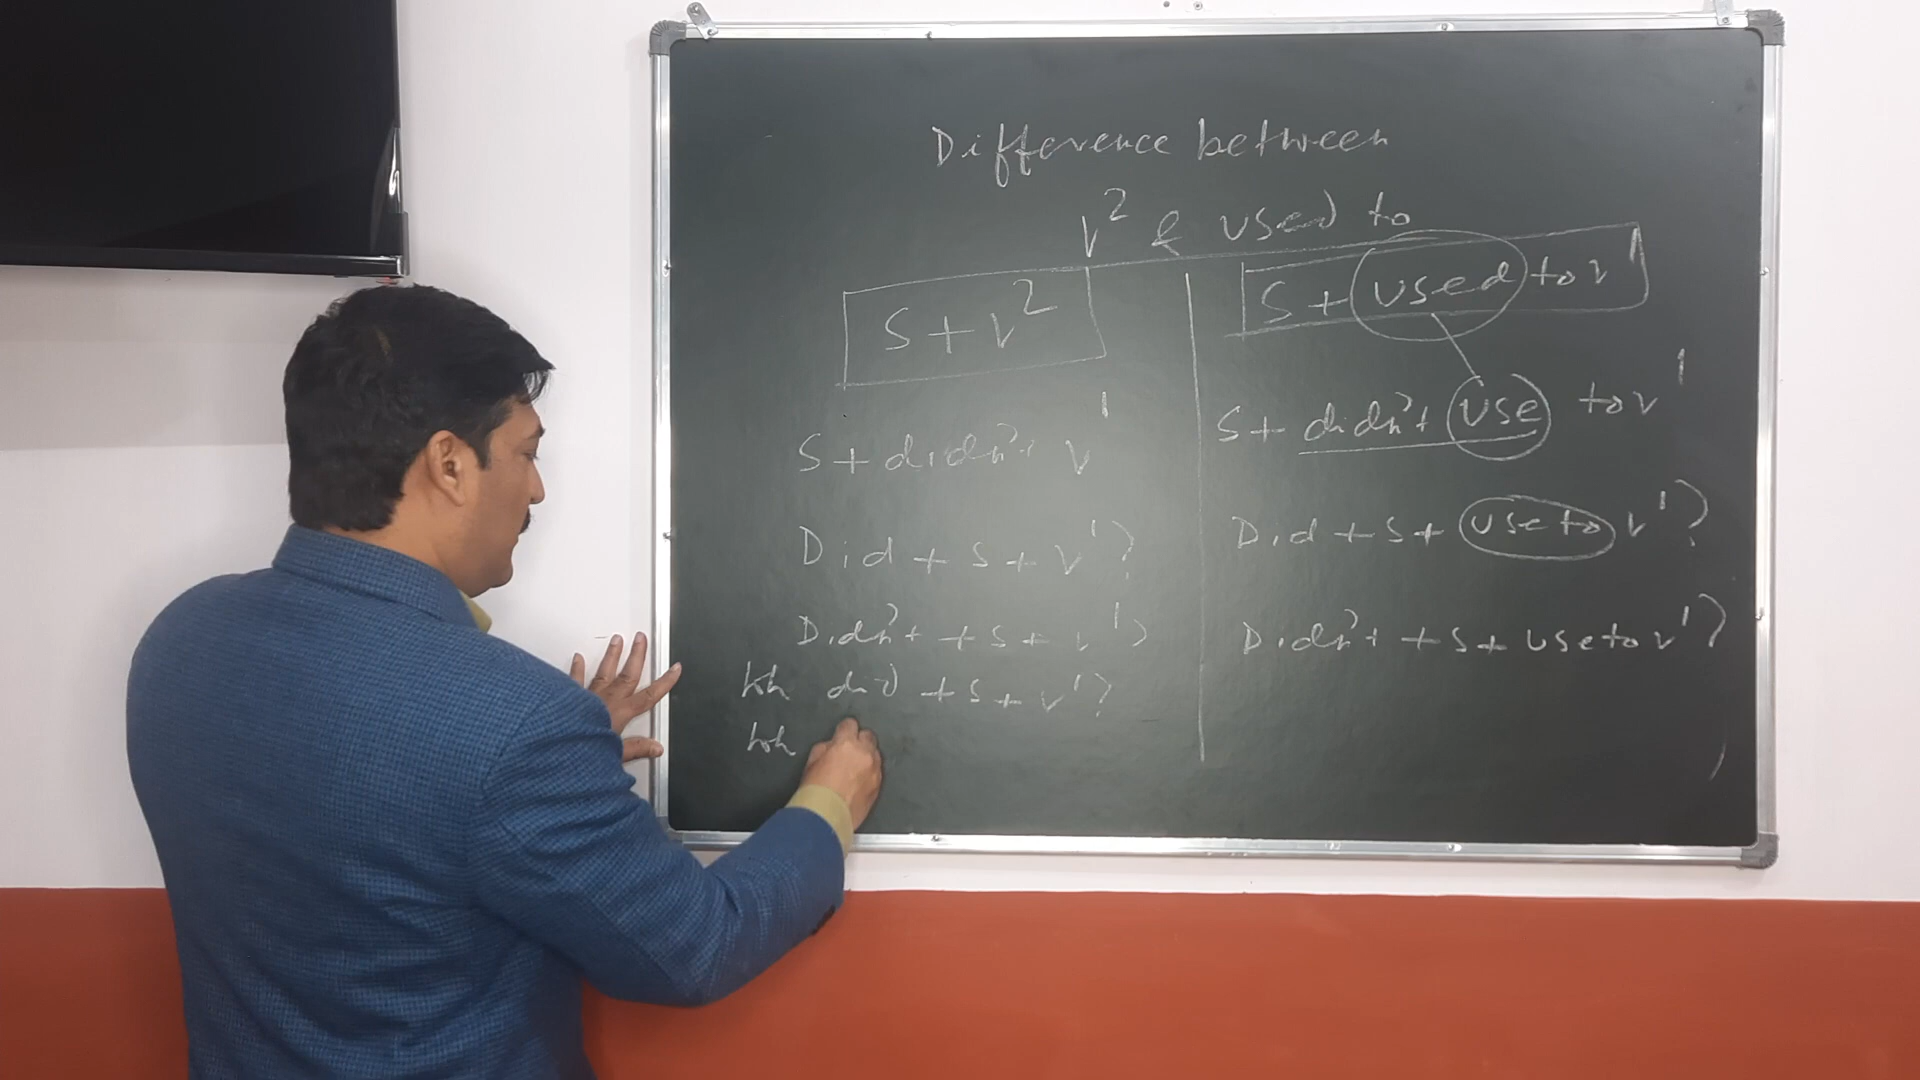 Difference between
V² & used to
S + V²
S + didn't V¹
Did + S + V¹?
Didn't + S + V¹?
Wh did + S + V¹?
Wh
S + used to V¹
S + didn't use to V¹
Did + S + use to V¹?
Didn't + S + use to V¹?